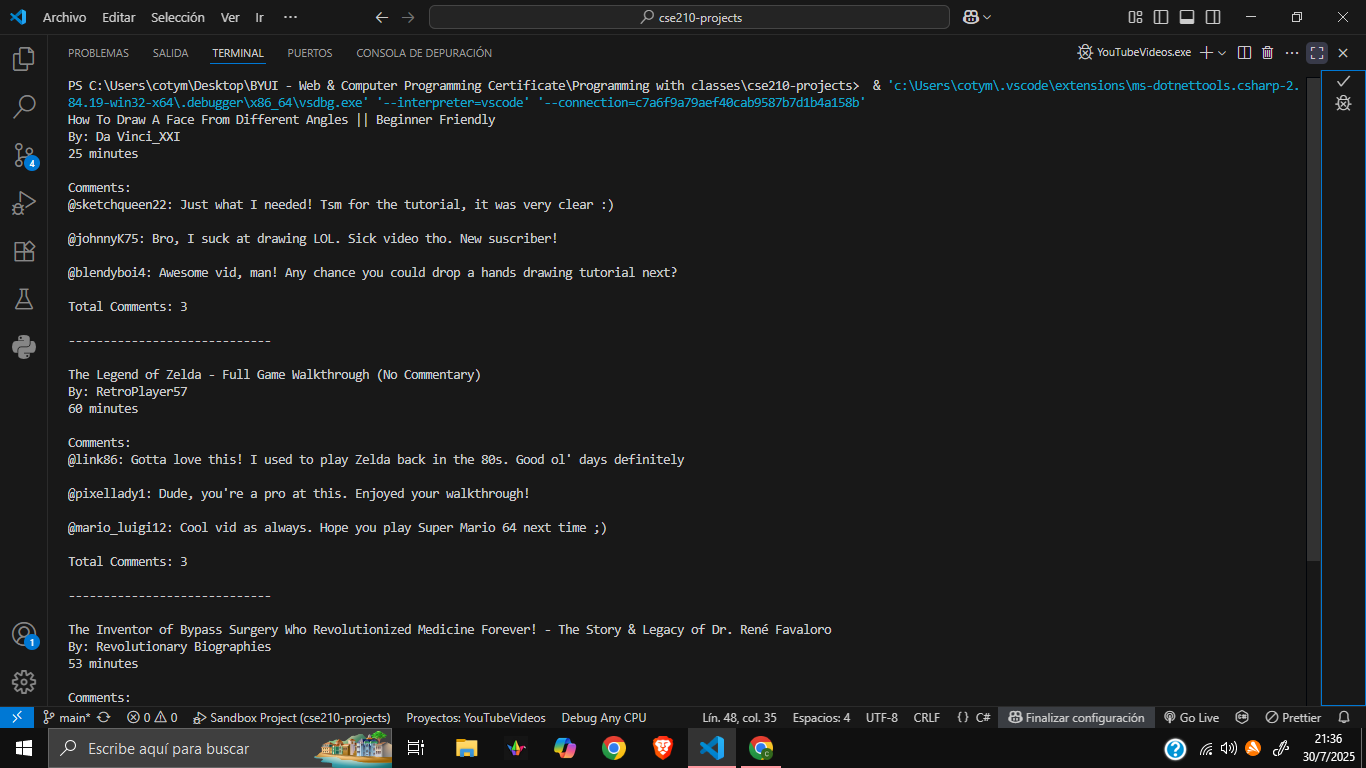 Archivo Editar Selección Ver Ir ··· cse210-projects
PROBLEMAS SALIDA TERMINAL PUERTOS CONSOLA DE DEPURACIÓN YouTubeVideos.exe
PS C:\Users\cotym\Desktop\BYUI - Web & Computer Programming Certificate\Programming with classes\cse210-projects> & 'c:\Users\cotym\.vscode\extensions\ms-dotnettools.csharp-2.
84.19-win32-x64\.debugger\x86_64\vsdbg.exe' '--interpreter=vscode' '--connection=c7a6f9a79aef40cab9587b7d1b4a158b'
How To Draw A Face From Different Angles || Beginner Friendly
By: Da Vinci_XXI
25 minutes
Comments:
@sketchqueen22: Just what I needed! Tsm for the tutorial, it was very clear :)
@johnnyK75: Bro, I suck at drawing LOL. Sick video tho. New suscriber!
@blendyboi4: Awesome vid, man! Any chance you could drop a hands drawing tutorial next?
Total Comments: 3
-----------------------------
The Legend of Zelda - Full Game Walkthrough (No Commentary)
By: RetroPlayer57
60 minutes
Comments:
@link86: Gotta love this! I used to play Zelda back in the 80s. Good ol' days definitely
@pixellady1: Dude, you're a pro at this. Enjoyed your walkthrough!
@mario_luigi12: Cool vid as always. Hope you play Super Mario 64 next time ;)
Total Comments: 3
-----------------------------
The Inventor of Bypass Surgery Who Revolutionized Medicine Forever! - The Story & Legacy of Dr. René Favaloro
By: Revolutionary Biographies
53 minutes
Comments:
4
1
main* 0 0 Sandbox Project (cse210-projects) Proyectos: YouTubeVideos Debug Any CPU Lín. 48, col. 35 Espacios: 4 UTF-8 CRLF {} C# Finalizar configuración Go Live Prettier
Escribe aquí para buscar
21:36
30/7/2025